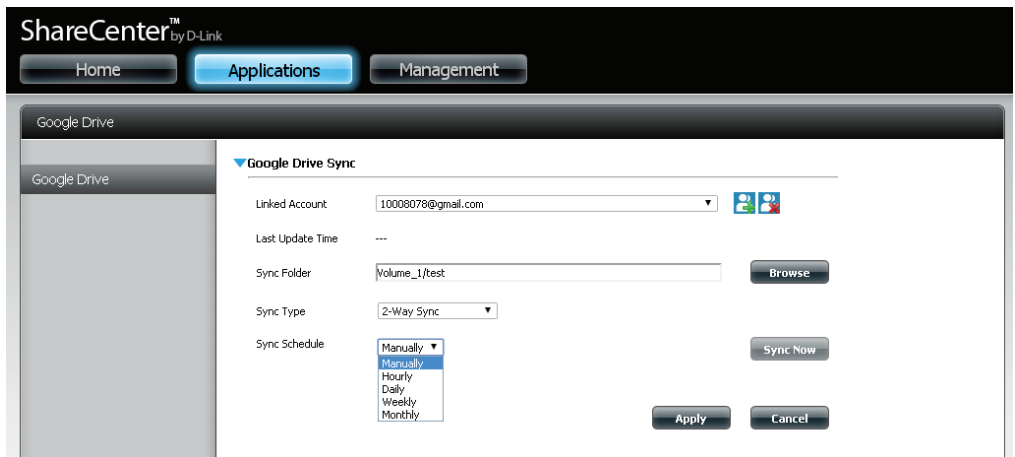 ShareCenter™ by D-Link
Home Applications Management
Google Drive
Google Drive
Google Drive Sync
Linked Account 10008078@gmail.com
Last Update Time ---
Sync Folder Volume_1/test Browse
Sync Type 2-Way Sync
Sync Schedule Manually Sync Now
Manually
Hourly
Daily
Weekly
Monthly
Apply Cancel